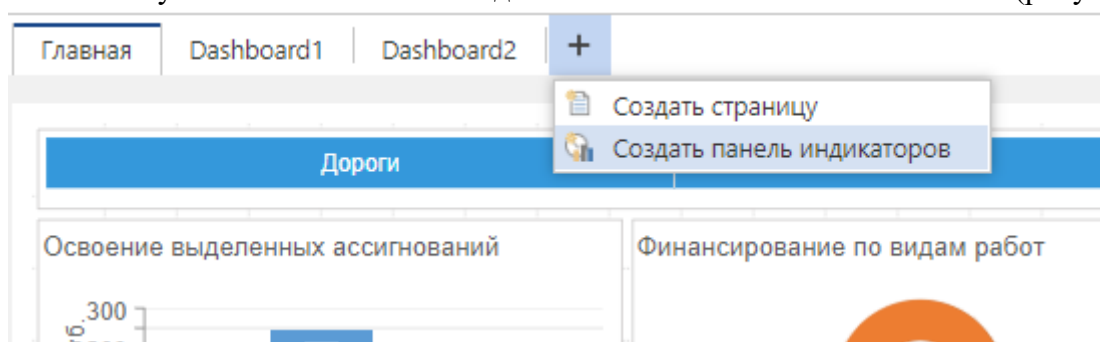 Главная Dashboard1 Dashboard2 +
Создать страницу
Создать панель индикаторов
Дороги
Освоение выделенных ассигнований
Финансирование по видам работ
300